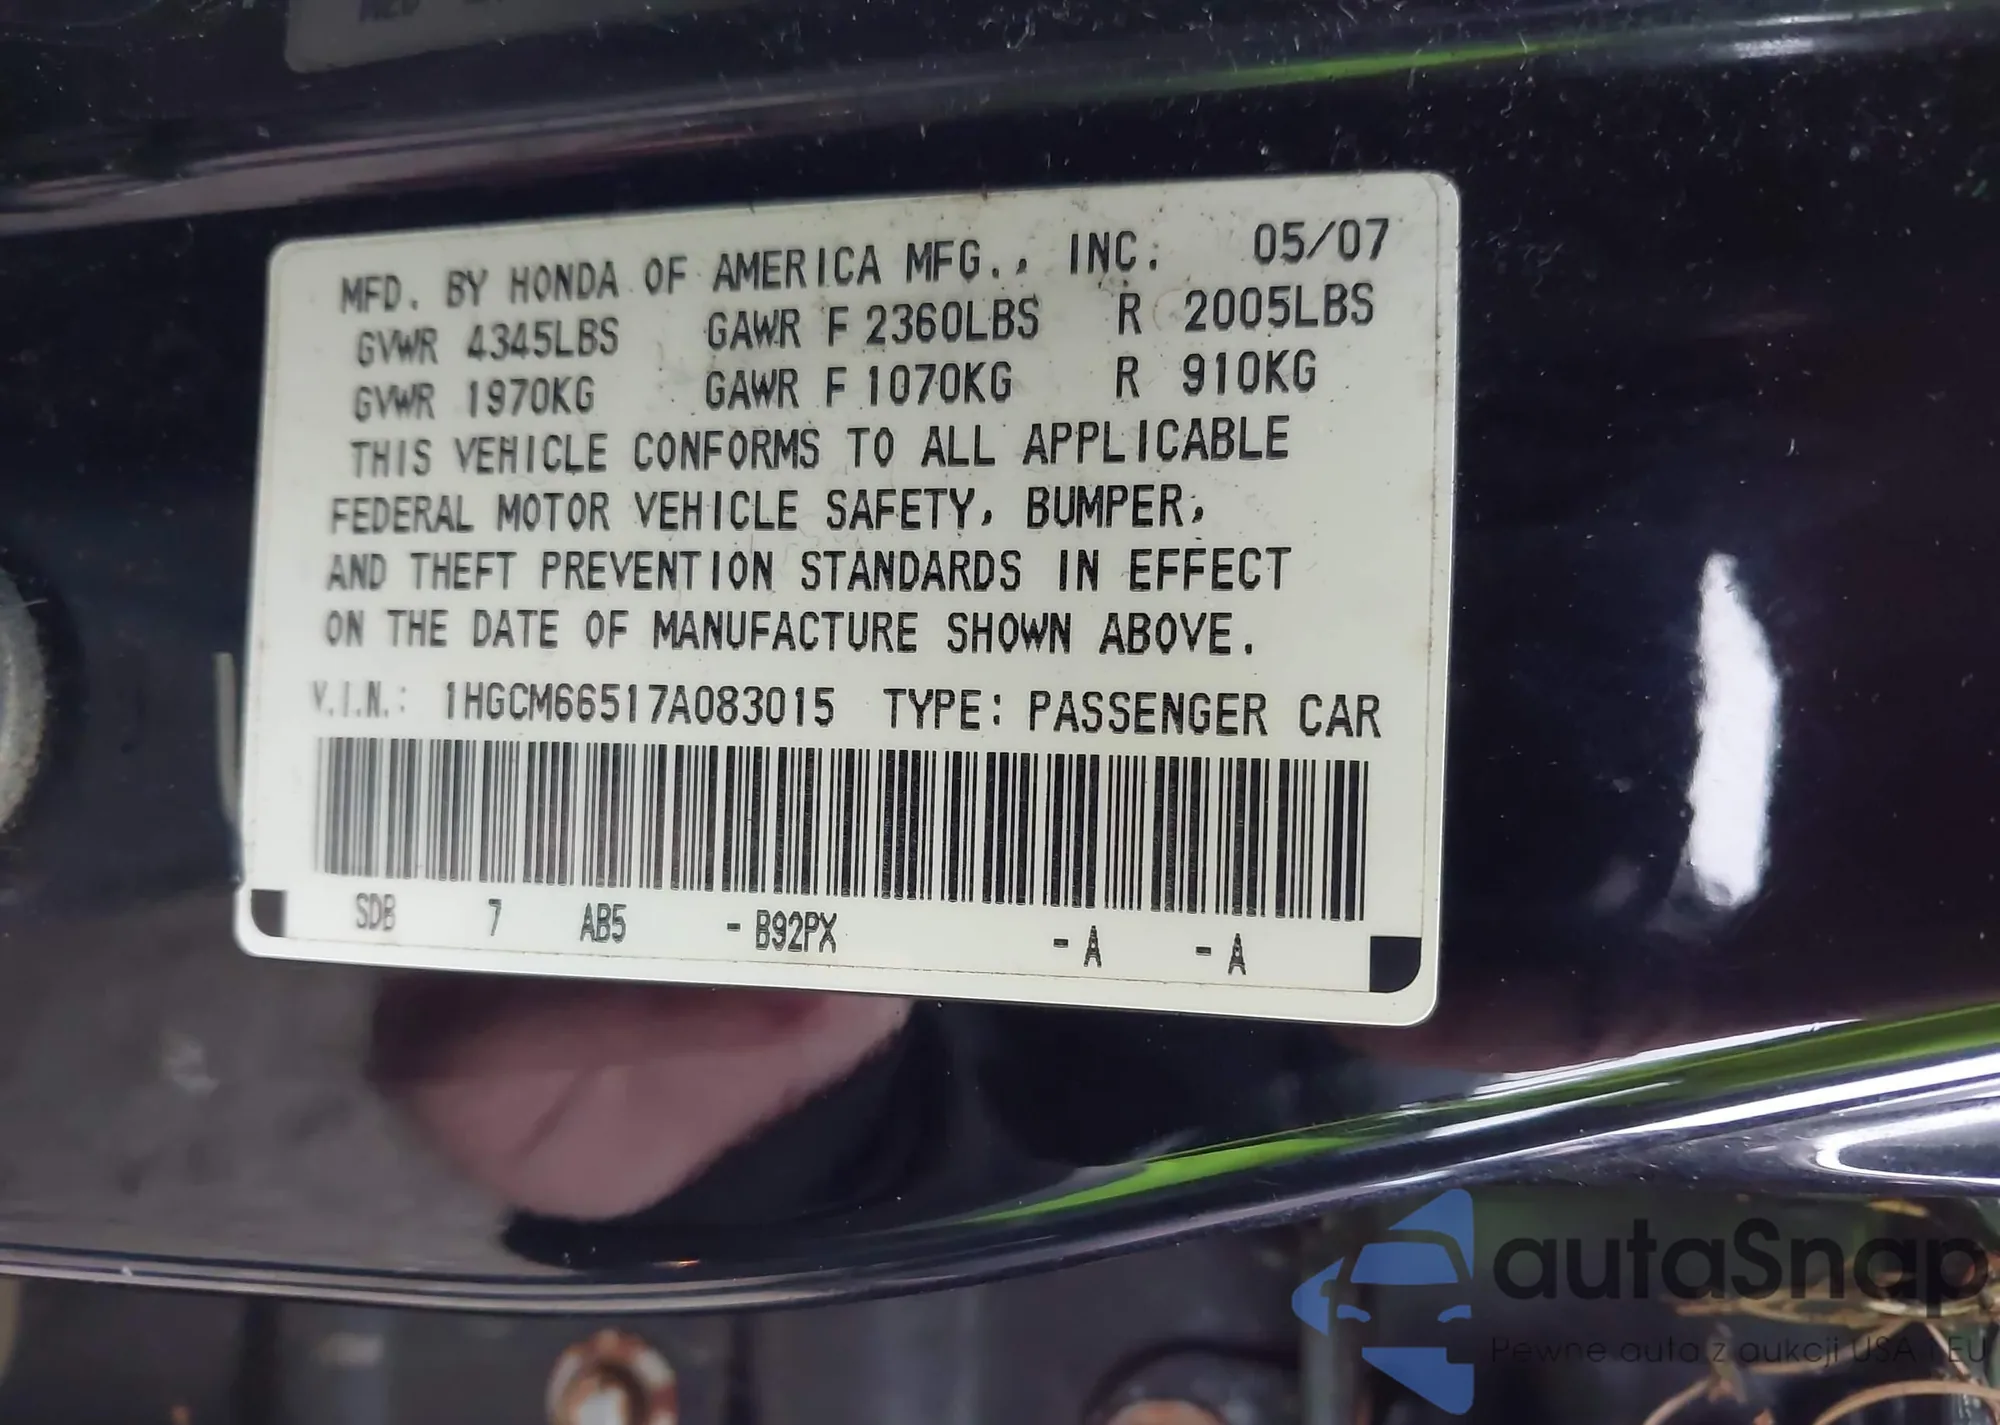 MFD. BY HONDA OF AMERICA MFG., INC. 05/07
GVWR 4345LBS GAWR F 2360LBS R 2005LBS
GVWR 1970KG GAWR F 1070KG R 910KG
THIS VEHICLE CONFORMS TO ALL APPLICABLE
FEDERAL MOTOR VEHICLE SAFETY, BUMPER,
AND THEFT PREVENTION STANDARDS IN EFFECT
ON THE DATE OF MANUFACTURE SHOWN ABOVE.
V.I.N.: 1HGCM66517A083015 TYPE: PASSENGER CAR
SDB 7 AB5 - B92PX - A - A
autaSnap
Pewne auta z aukcji USA i EU